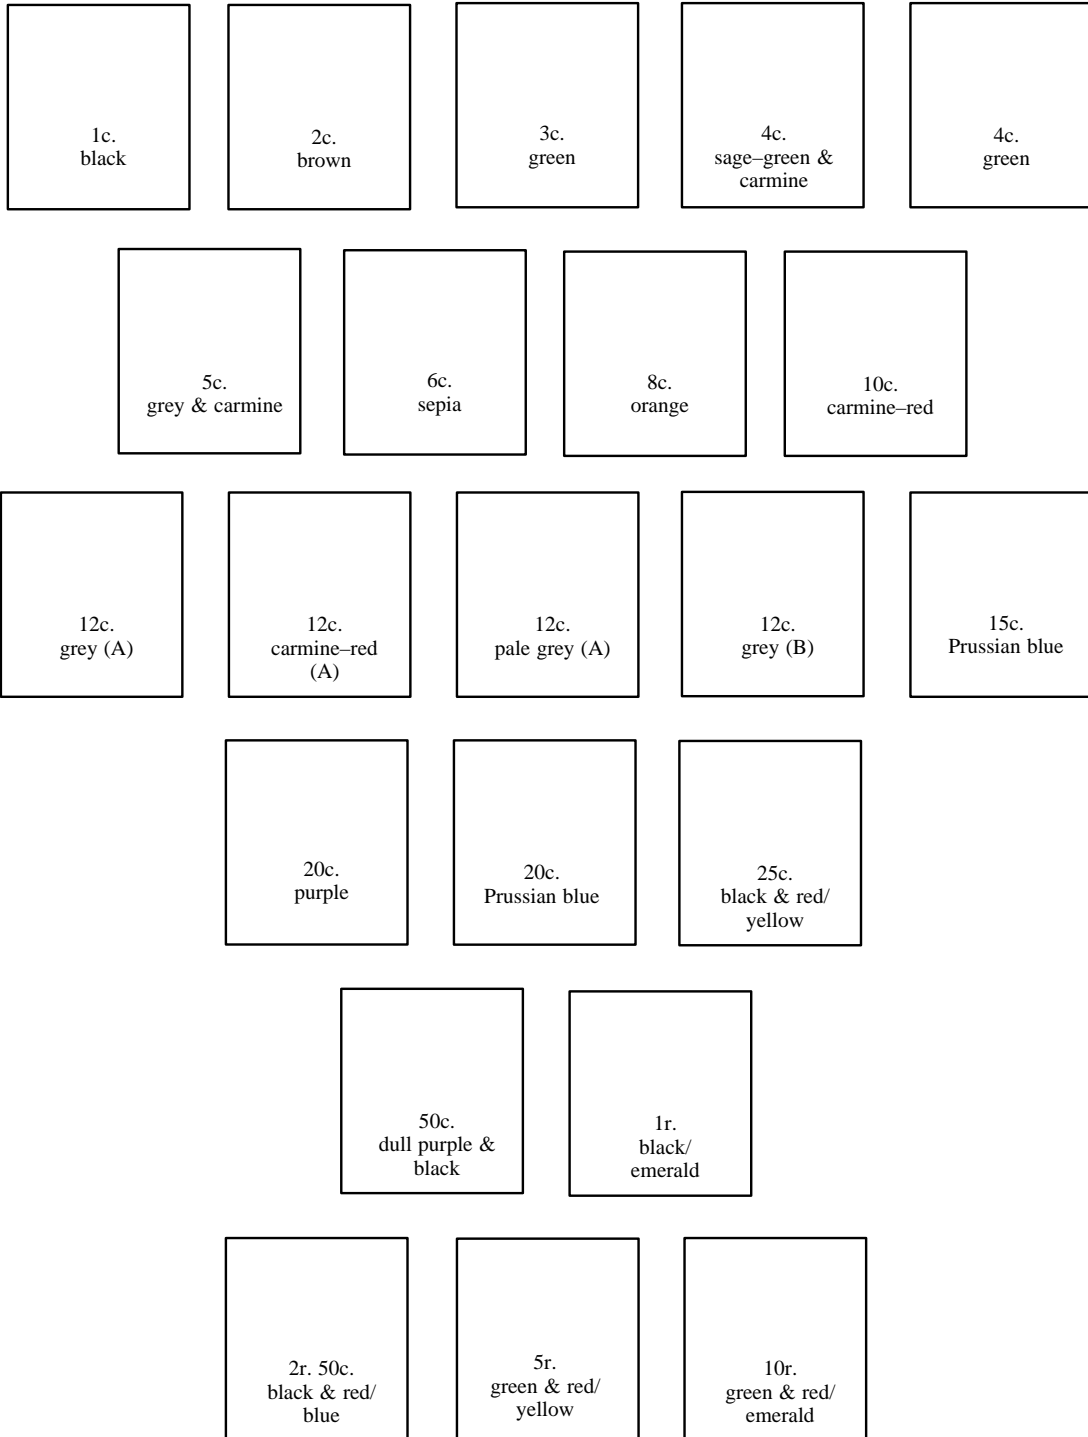 1c.
black
2c.
brown
3c.
green
4c.
sage–green &
carmine
4c.
green
5c.
grey & carmine
6c.
sepia
8c.
orange
10c.
carmine–red
12c.
grey (A)
12c.
carmine–red
(A)
12c.
pale grey (A)
12c.
grey (B)
15c.
Prussian blue
20c.
purple
20c.
Prussian blue
25c.
black & red/
yellow
50c.
dull purple &
black
1r.
black/
emerald
2r. 50c.
black & red/
blue
5r.
green & red/
yellow
10r.
green & red/
emerald